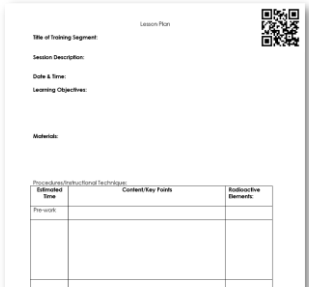 Lesson Plan
Title of Training Segment:
Session Description:
Date & Time:
Learning Objectives:
Materials:
Procedures/Instructional Technique:
Estimated Time
Content/Key Points
Radioactive Elements:
Pre-work